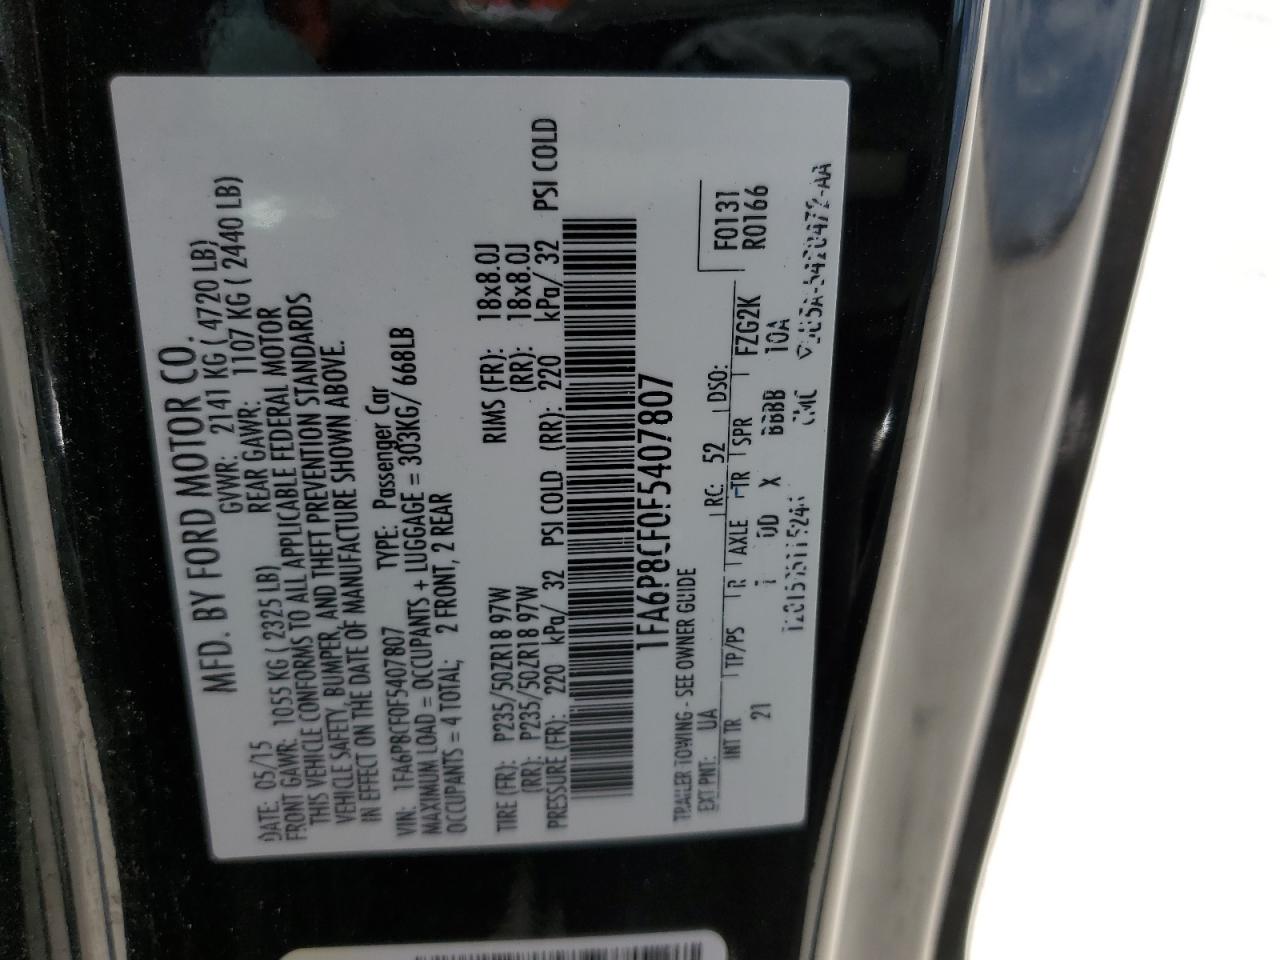 MFD. BY FORD MOTOR CO.
DATE: 05/15 GVWR: 2141 KG ( 4720 LB)
FRONT GAWR: 1055 KG ( 2325 LB) REAR GAWR: 1107 KG ( 2440 LB)
THIS VEHICLE CONFORMS TO ALL APPLICABLE FEDERAL MOTOR
VEHICLE SAFETY, BUMPER, AND THEFT PREVENTION STANDARDS
IN EFFECT ON THE DATE OF MANUFACTURE SHOWN ABOVE.
VIN: 1FA6P8CF0F5407807 TYPE: Passenger Car
MAXIMUM LOAD = OCCUPANTS + LUGGAGE = 303KG/ 668LB
OCCUPANTS = 4 TOTAL; 2 FRONT, 2 REAR
TIRE (FR): P235/50ZR18 97W RIMS (FR): 18x8.0J
(RR): P235/50ZR18 97W (RR): 18x8.0J
PRESSURE (FR): 220 kPa/ 32 PSI COLD (RR): 220 kPa/ 32 PSI COLD
1FA6P8CF0F5407807
TRAILER TOWING - SEE OWNER GUIDE
F0131
R0166
EXT PNT: UA RC: 52 DSO:
INT TR TP/PS R AXLE TR SPR FZG2K
21 X BBBB 10A